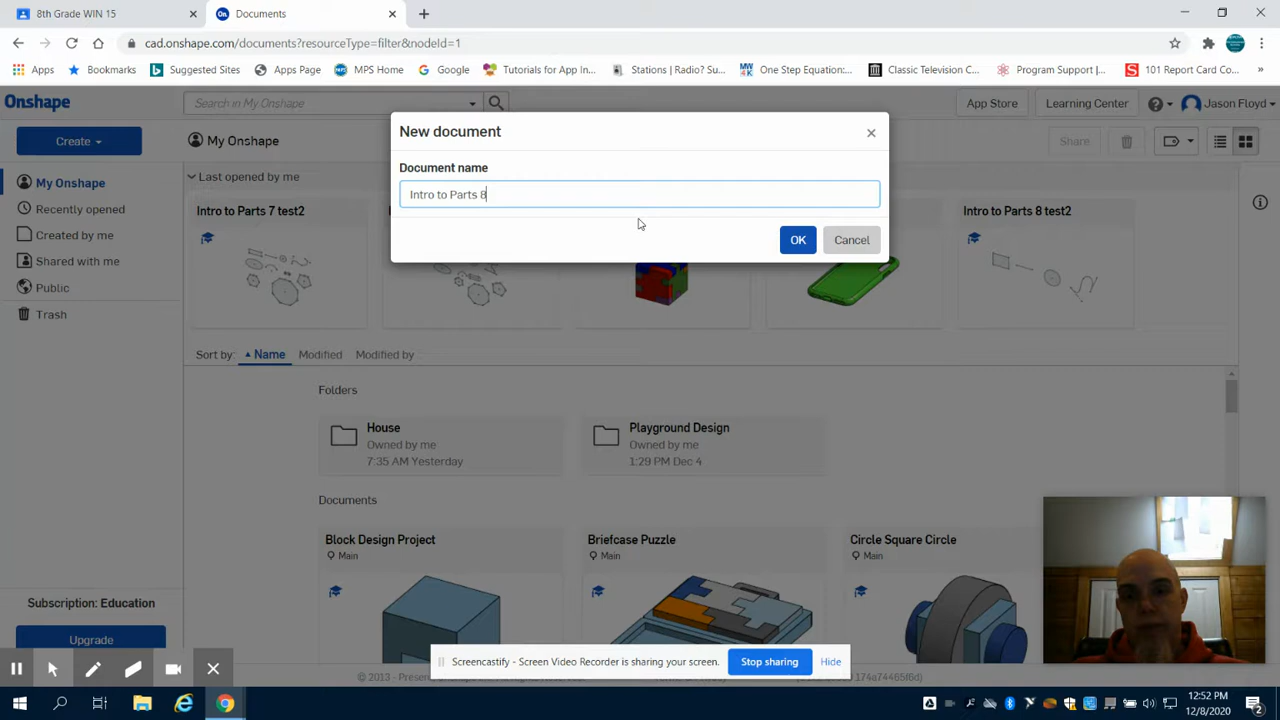 8th Grade WIN 15
Documents
cad.onshape.com/documents?resourceType=filter&nodeId=1
Apps
Bookmarks
Suggested Sites
Apps Page
MPS Home
Google
Tutorials for App In...
Stations | Radio? Su...
One Step Equation:...
Classic Television C...
Program Support |...
101 Report Card Co...
Onshape
Search in My Onshape
App Store
Learning Center
Jason Floyd
Create
My Onshape
Share
New document
Document name
Intro to Parts 8
OK
Cancel
My Onshape
Recently opened
Created by me
Shared with me
Public
Trash
Last opened by me
Intro to Parts 7 test2
Intro to Parts 8 test2
Sort by:
Name
Modified
Modified by
Folders
House
Owned by me
7:35 AM Yesterday
Playground Design
Owned by me
1:29 PM Dec 4
Documents
Block Design Project
Main
Briefcase Puzzle
Main
Circle Square Circle
Main
Subscription: Education
Upgrade
Screencastify - Screen Video Recorder is sharing your screen.
Stop sharing
Hide
12:52 PM
12/8/2020
2